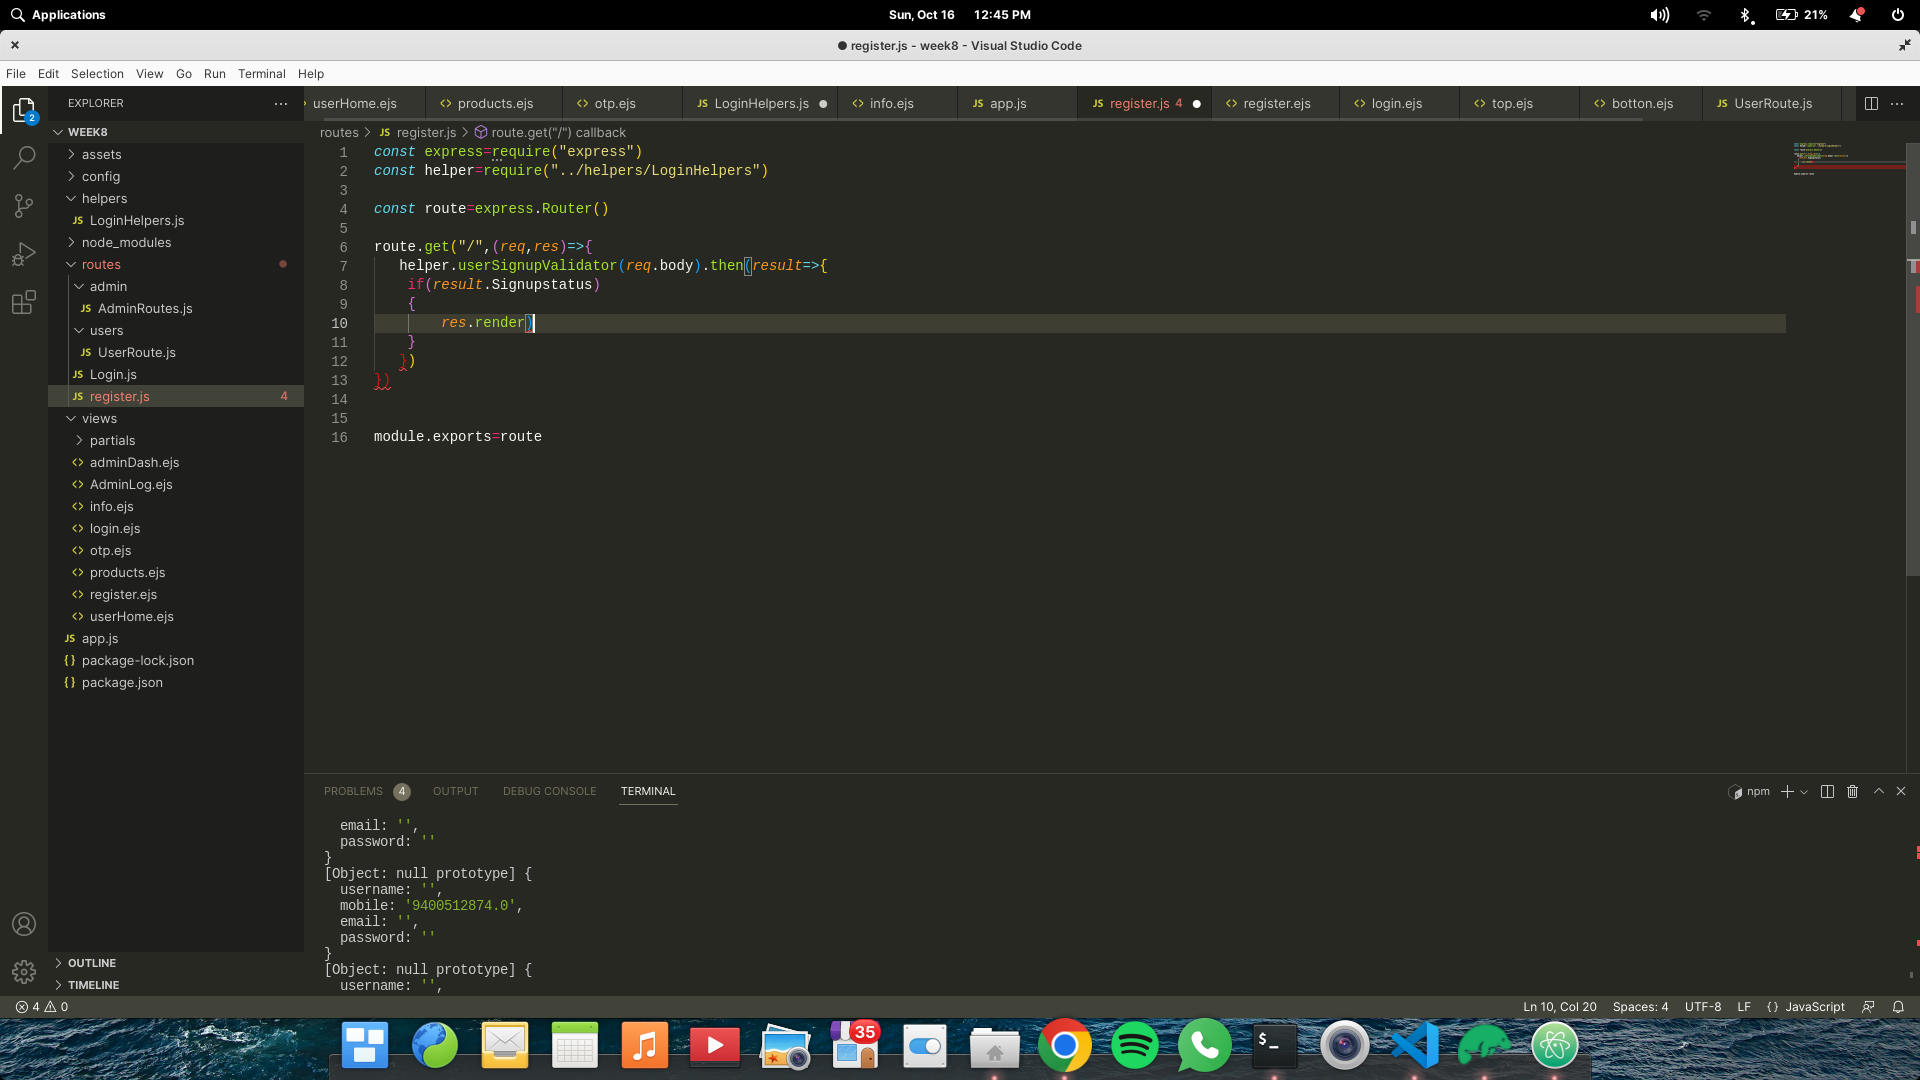 Applications
Sun, Oct 16 12:45 PM
21%
register.js - week8 - Visual Studio Code
File Edit Selection View Go Run Terminal Help
EXPLORER
userHome.ejs products.ejs otp.ejs LoginHelpers.js info.ejs app.js register.js 4 register.ejs login.ejs top.ejs botton.ejs UserRoute.js
2
routes > JS register.js > route.get("/") callback
WEEK8
assets
config
helpers
JS LoginHelpers.js
node_modules
routes
admin
JS AdminRoutes.js
users
JS UserRoute.js
JS Login.js
JS register.js 4
views
partials
adminDash.ejs
AdminLog.ejs
info.ejs
login.ejs
otp.ejs
products.ejs
register.ejs
userHome.ejs
JS app.js
{} package-lock.json
{} package.json
OUTLINE
TIMELINE
1 const express=require("express")
2 const helper=require("../helpers/LoginHelpers")
3
4 const route=express.Router()
5
6 route.get("/",(req,res)=>{
7 helper.userSignupValidator(req.body).then(result=>{
8 if(result.Signupstatus)
9 {
10 res.render)
11 }
12 })
13 })
14
15
16 module.exports=route
PROBLEMS 4 OUTPUT DEBUG CONSOLE TERMINAL
npm
email: '',
password: ''
}
[Object: null prototype] {
username: '',
mobile: '9400512874.0',
email: '',
password: ''
}
[Object: null prototype] {
username: '',
4 0
Ln 10, Col 20 Spaces: 4 UTF-8 LF {} JavaScript
35
>_